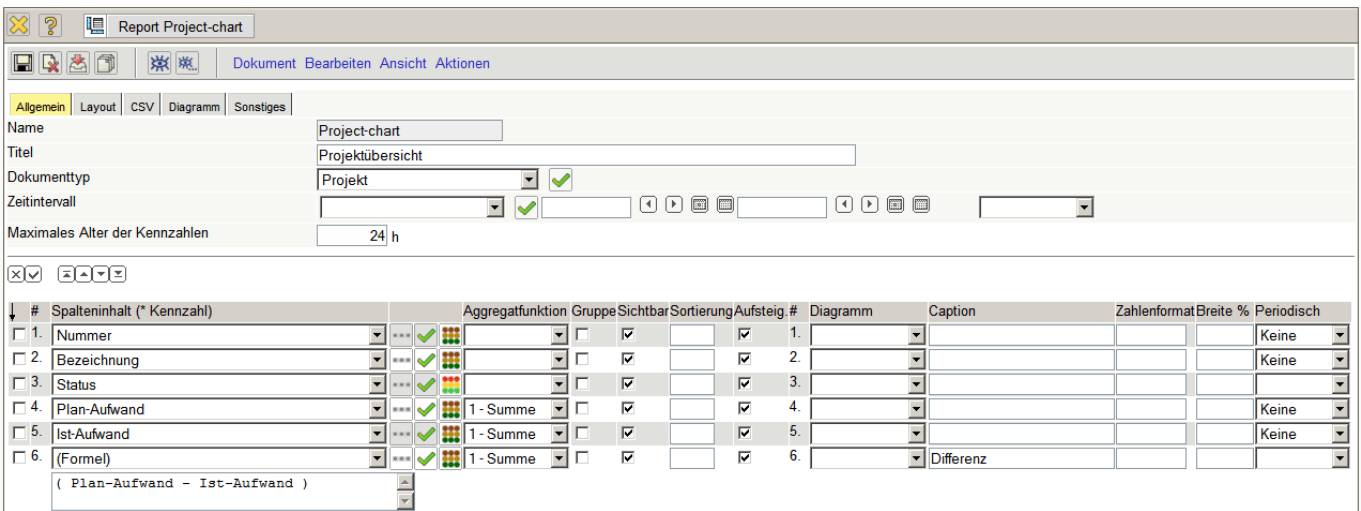 Report Project-chart
Dokument Bearbeiten Ansicht Aktionen
Allgemein Layout CSV Diagramm Sonstiges
Name Project-chart
Titel Projektübersicht
Dokumenttyp Projekt
Zeitintervall
Maximales Alter der Kennzahlen 24 h
# Spalteninhalt (* Kennzahl) Aggregatfunktion Gruppe Sichtbar Sortierung Aufsteig. # Diagramm Caption Zahlenformat Breite % Periodisch
1. Nummer 1. Keine
2. Bezeichnung 2. Keine
3. Status 3.
4. Plan-Aufwand 1 - Summe 4. Keine
5. Ist-Aufwand 1 - Summe 5. Keine
6. (Formel) 1 - Summe 6. Differenz
( Plan-Aufwand - Ist-Aufwand )